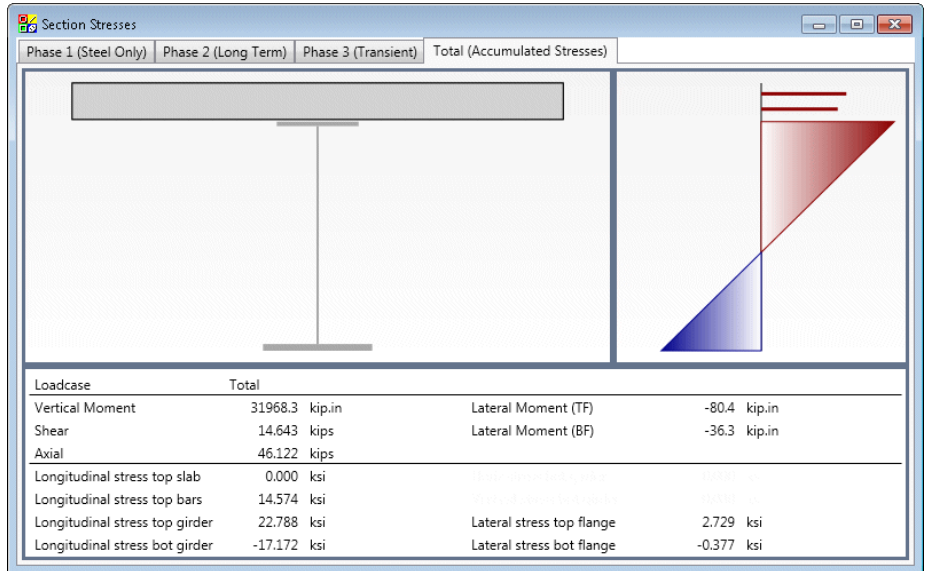 Section Stresses
Phase 1 (Steel Only) Phase 2 (Long Term) Phase 3 (Transient) Total (Accumulated Stresses)
Loadcase Total
Vertical Moment 31968.3 kip.in Lateral Moment (TF) -80.4 kip.in
Shear 14.643 kips Lateral Moment (BF) -36.3 kip.in
Axial 46.122 kips
Longitudinal stress top slab 0.000 ksi
Longitudinal stress top bars 14.574 ksi
Longitudinal stress top girder 22.788 ksi Lateral stress top flange 2.729 ksi
Longitudinal stress bot girder -17.172 ksi Lateral stress bot flange -0.377 ksi